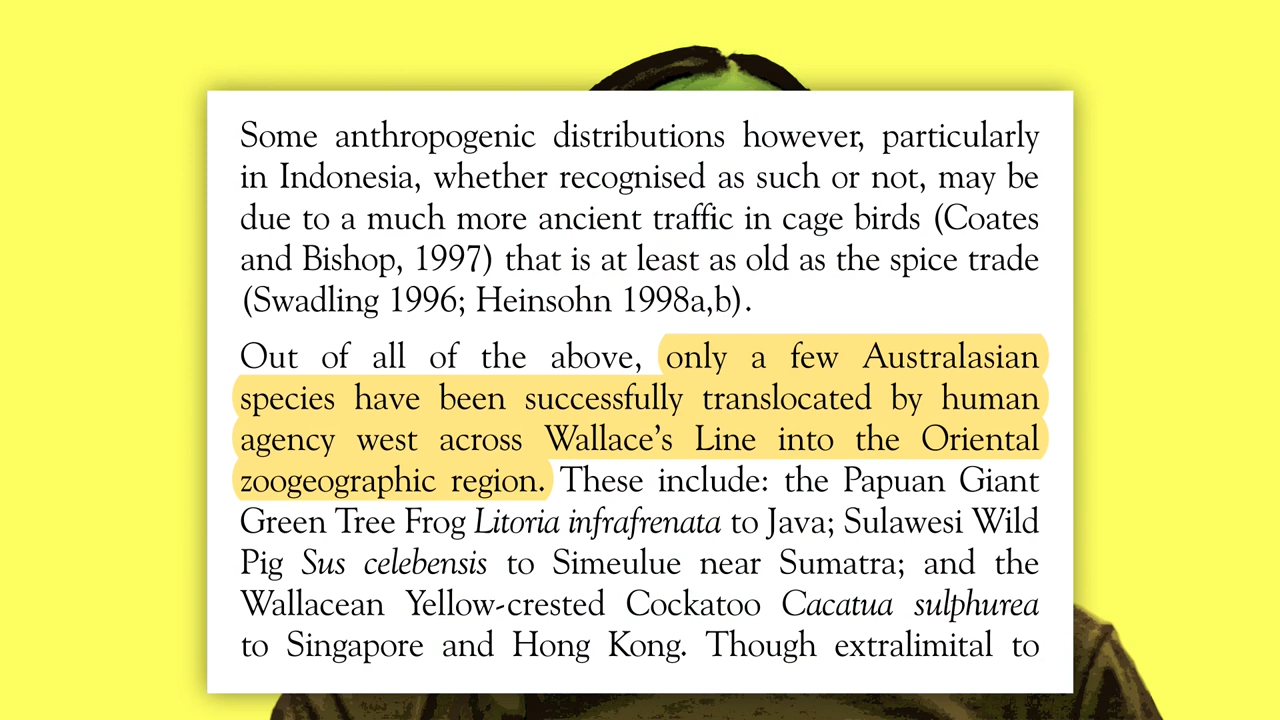 Some anthropogenic distributions however, particularly
in Indonesia, whether recognised as such or not, may be
due to a much more ancient traffic in cage birds (Coates
and Bishop, 1997) that is at least as old as the spice trade
(Swadling 1996; Heinsohn 1998a,b).
Out of all of the above, only a few Australasian
species have been successfully translocated by human
agency west across Wallace's Line into the Oriental
zoogeographic region. These include: the Papuan Giant
Green Tree Frog Litoria infrafrenata to Java; Sulawesi Wild
Pig Sus celebensis to Simeulue near Sumatra; and the
Wallacean Yellow-crested Cockatoo Cacatua sulphurea
to Singapore and Hong Kong. Though extralimital to